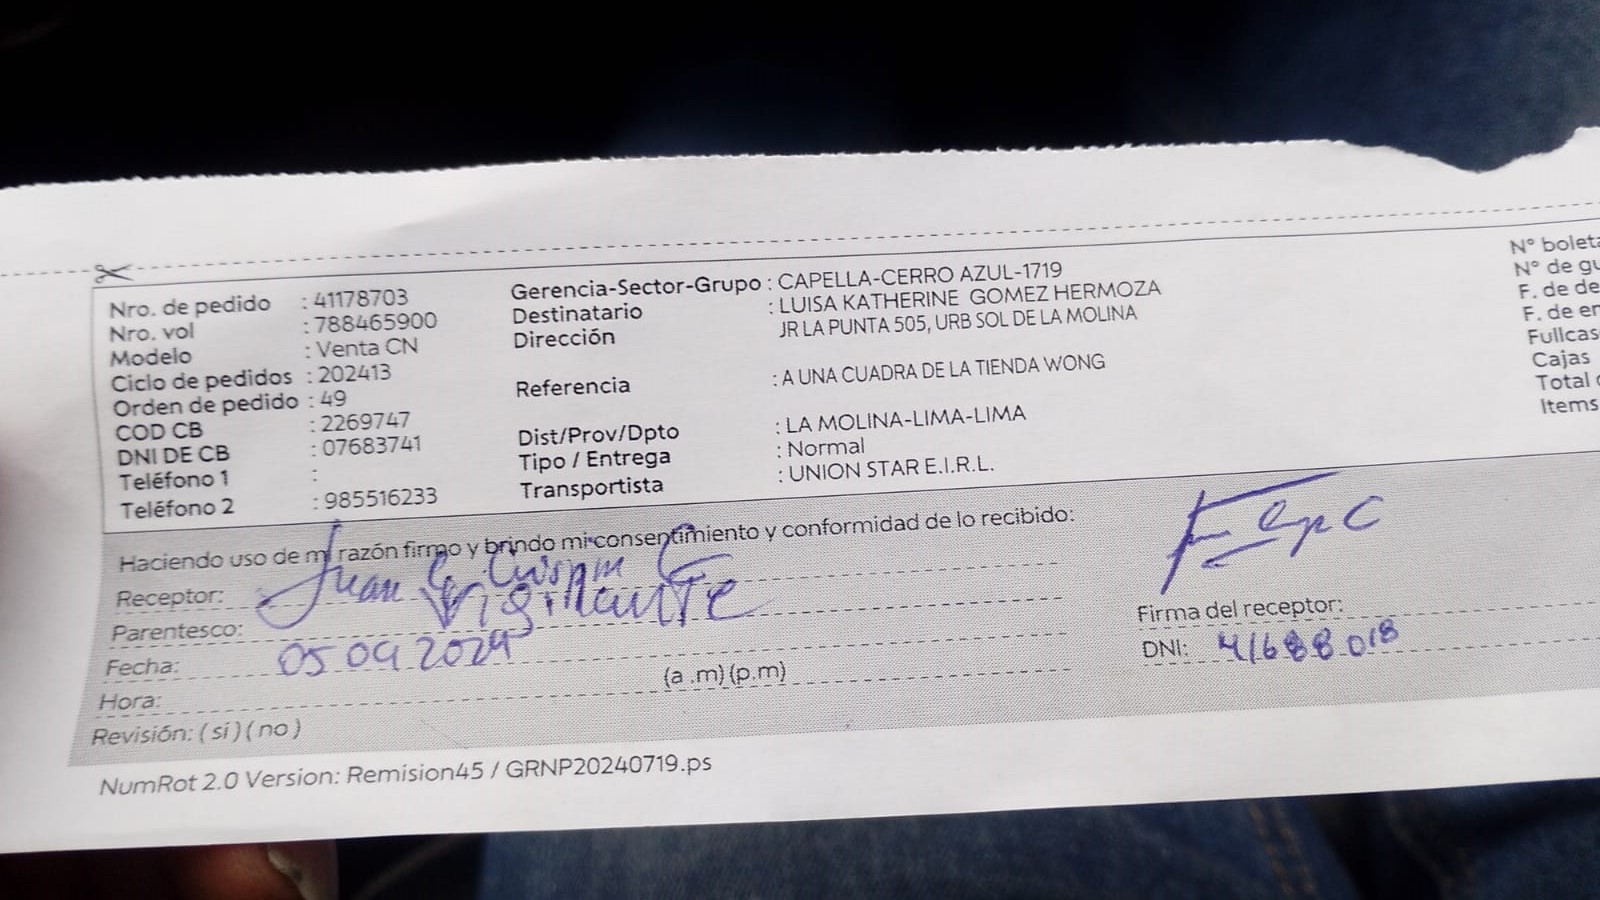 Nro. de pedido : 41178703
Nro. vol : 788465900
Modelo : Venta CN
Ciclo de pedidos : 202413
Orden de pedido : 49
COD CB : 2269747
DNI DE CB : 07683741
Teléfono 1 :
Teléfono 2 : 985516233
Gerencia-Sector-Grupo : CAPELLA-CERRO AZUL-1719
Destinatario : LUISA KATHERINE GOMEZ HERMOZA
Dirección JR LA PUNTA 505, URB SOL DE LA MOLINA
Referencia : A UNA CUADRA DE LA TIENDA WONG
Dist/Prov/Dpto : LA MOLINA-LIMA-LIMA
Tipo / Entrega : Normal
Transportista : UNION STAR E.I.R.L.
N° boleta
N° de gu
F. de de
F. de en
Fullcas
Cajas
Total
Items
Haciendo uso de mi razón firmo y brindo mi consentimiento y conformidad de lo recibido:
Receptor: Juan
Parentesco: Vigilante
Fecha: 05 09 2024
Hora: (a .m) (p.m)
Revisión: ( sí ) ( no )
Firma del receptor:
DNI: 41688018
NumRot 2.0 Version: Remision45 / GRNP20240719.ps